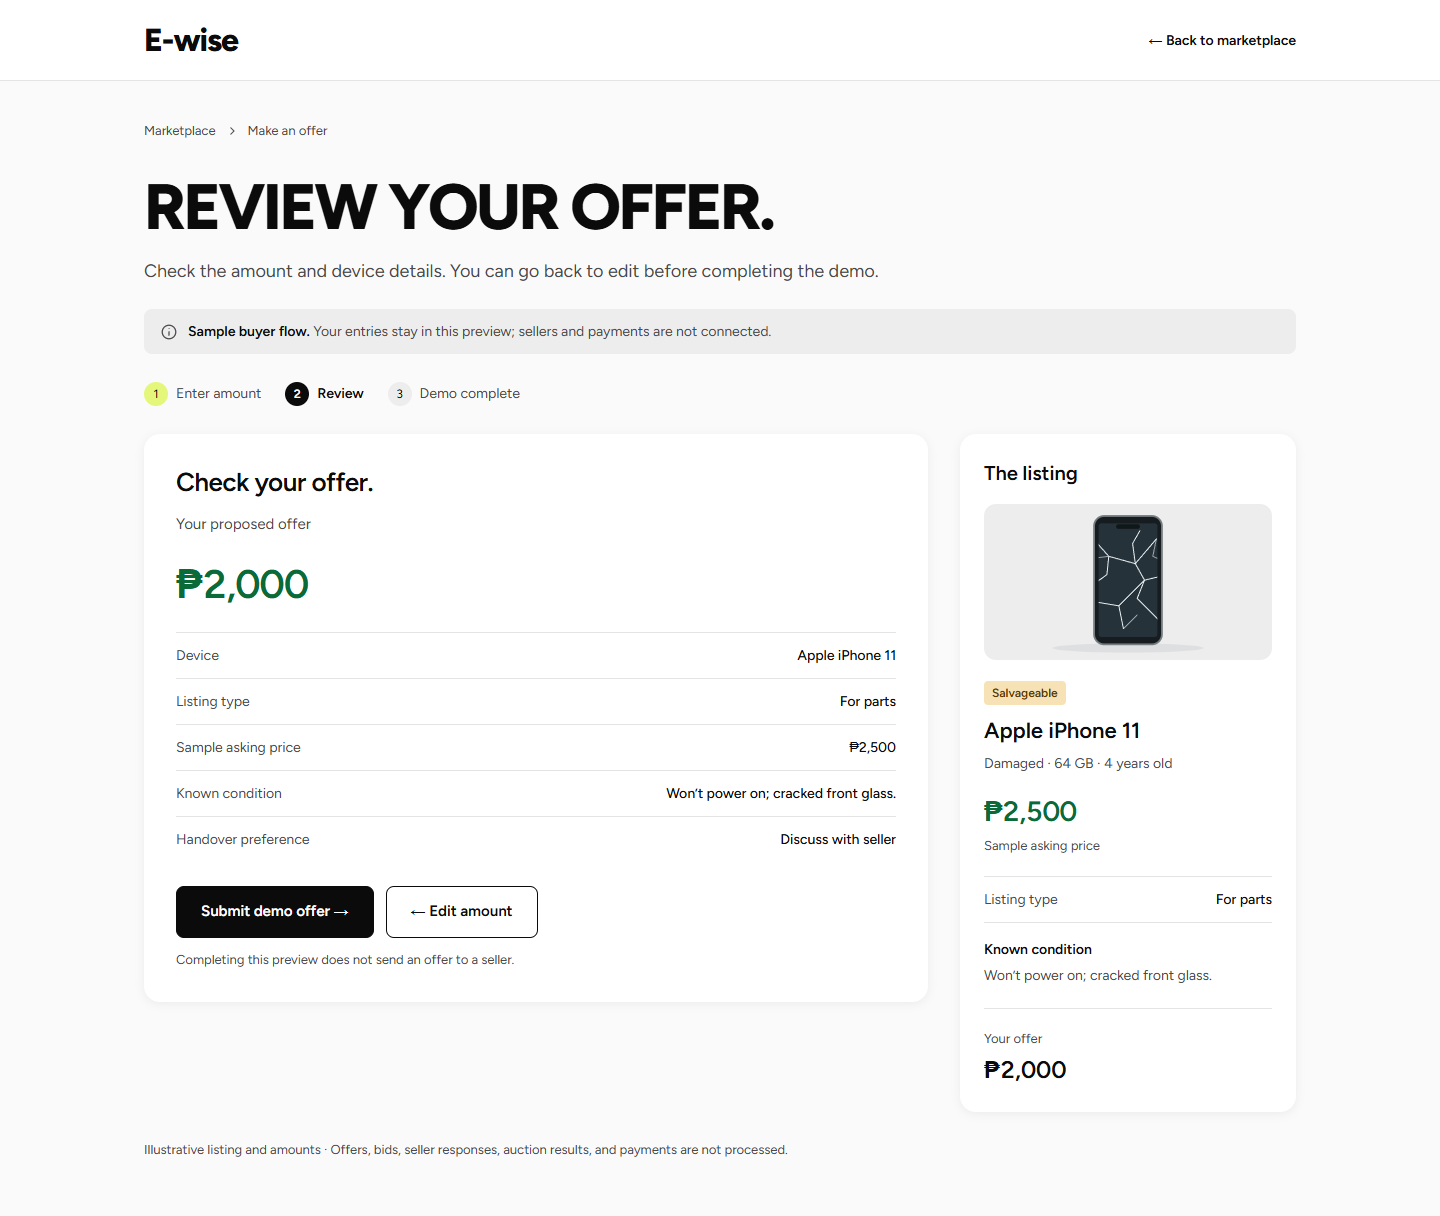 E-wise
← Back to marketplace
Marketplace > Make an offer
REVIEW YOUR OFFER.
Check the amount and device details. You can go back to edit before completing the demo.
Sample buyer flow. Your entries stay in this preview; sellers and payments are not connected.
1 Enter amount 2 Review 3 Demo complete
Check your offer.
Your proposed offer
₱2,000
Device Apple iPhone 11
Listing type For parts
Sample asking price ₱2,500
Known condition Won’t power on; cracked front glass.
Handover preference Discuss with seller
Submit demo offer → ← Edit amount
Completing this preview does not send an offer to a seller.
The listing
Salvageable
Apple iPhone 11
Damaged · 64 GB · 4 years old
₱2,500
Sample asking price
Listing type For parts
Known condition
Won’t power on; cracked front glass.
Your offer
₱2,000
Illustrative listing and amounts · Offers, bids, seller responses, auction results, and payments are not processed.